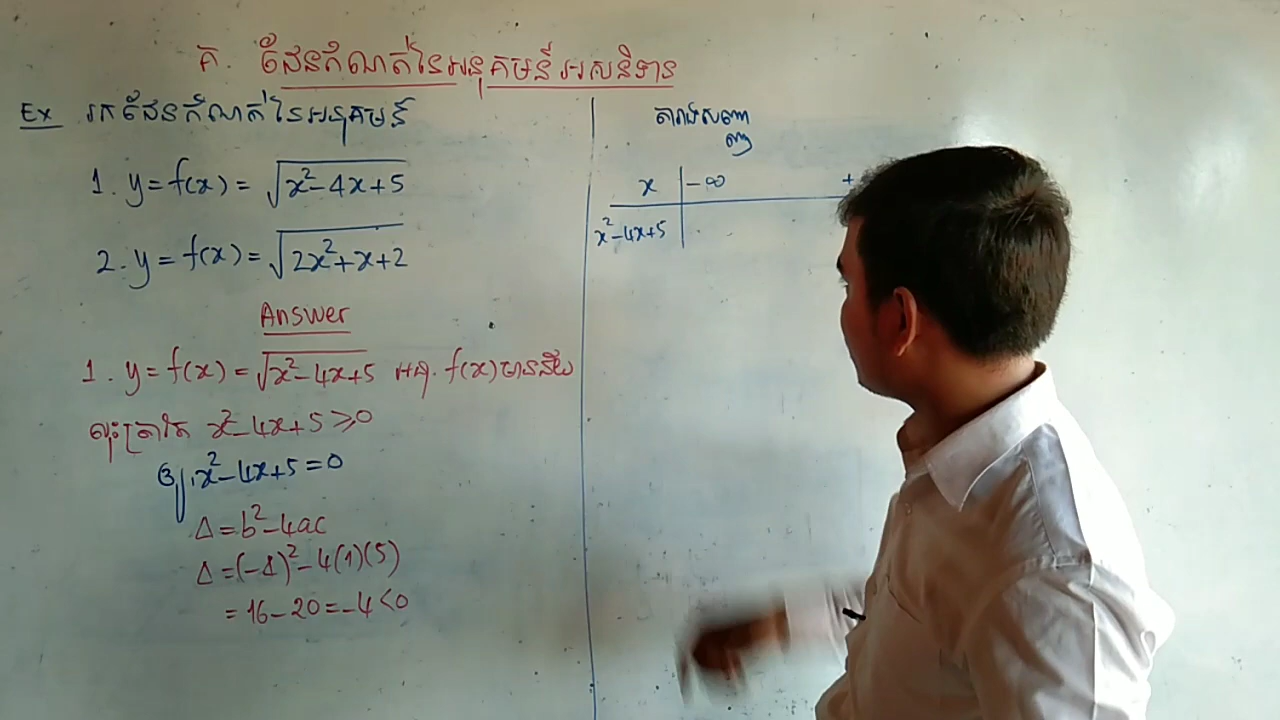 គ. ដែនកំណត់នៃអនុគមន៍អសនិទាន
Ex រកដែនកំណត់នៃអនុគមន៍
1. y = f(x) = √(x² - 4x + 5)
2. y = f(x) = √(2x² + x + 2)
Answer
1. y = f(x) = √(x² - 4x + 5) អនុ. f(x) មានន័យ
លុះត្រាតែ x² - 4x + 5 ≥ 0
បើ x² - 4x + 5 = 0
Δ = b² - 4ac
Δ = (-4)² - 4(1)(5)
= 16 - 20 = -4 < 0
តារាងសញ្ញា
x -∞ +
x² - 4x + 5